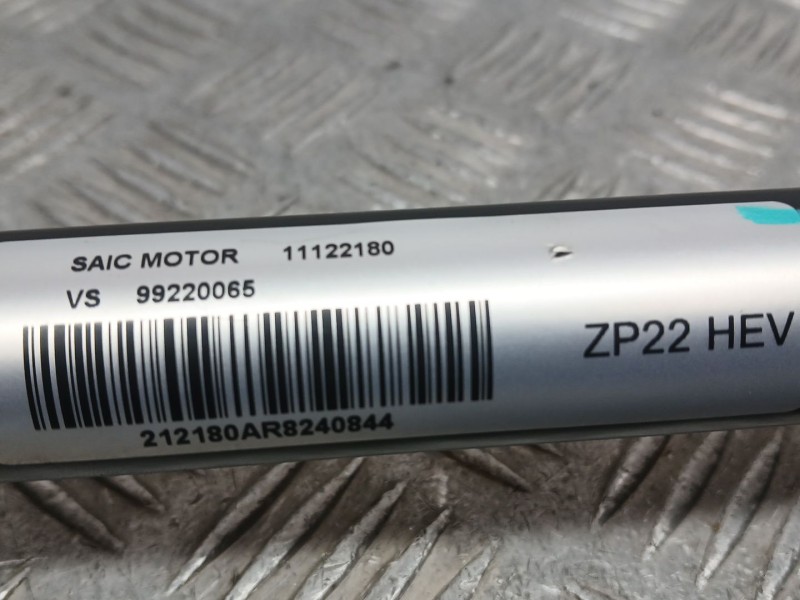 SAIC MOTOR 11122180
VS 99220065
212180AR8240844
ZP22 HEV